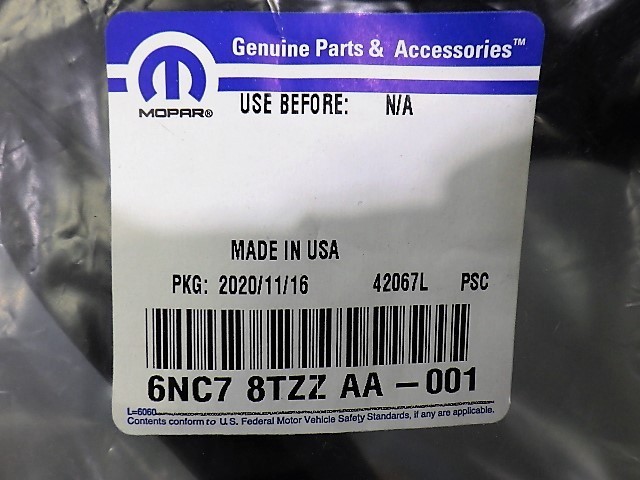 Genuine Parts & Accessories™
MOPAR®
USE BEFORE: N/A
MADE IN USA
PKG: 2020/11/16 42067L PSC
6NC7 8TZZ AA - 001
L=6060
Contents conform to U.S. Federal Motor Vehicle Safety Standards, if any are applicable.